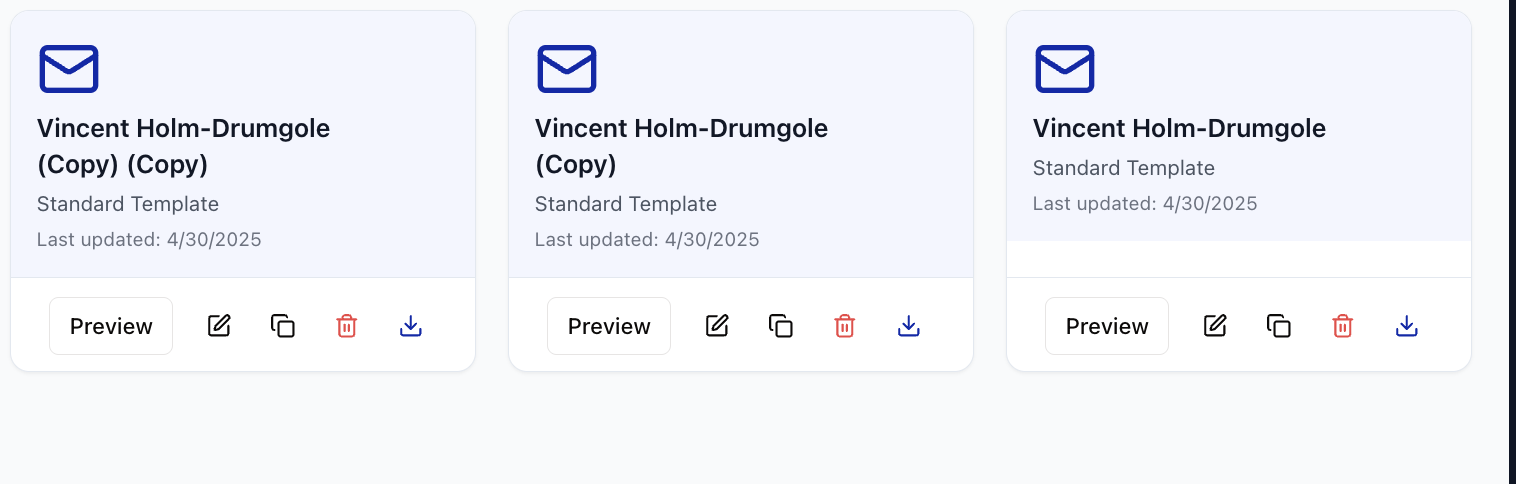 Vincent Holm-Drumgole
(Copy) (Copy)
Standard Template
Last updated: 4/30/2025
Preview
Vincent Holm-Drumgole
(Copy)
Standard Template
Last updated: 4/30/2025
Preview
Vincent Holm-Drumgole
Standard Template
Last updated: 4/30/2025
Preview